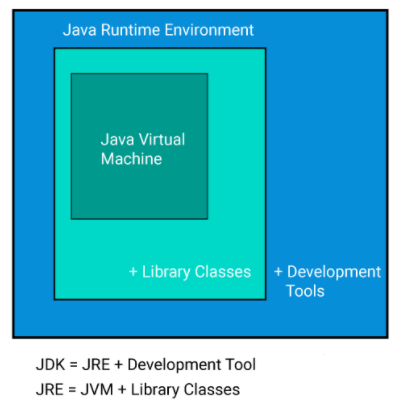 Java Runtime Environment
Java Virtual
Machine
+ Library Classes
+ Development
Tools
JDK = JRE + Development Tool
JRE = JVM + Library Classes